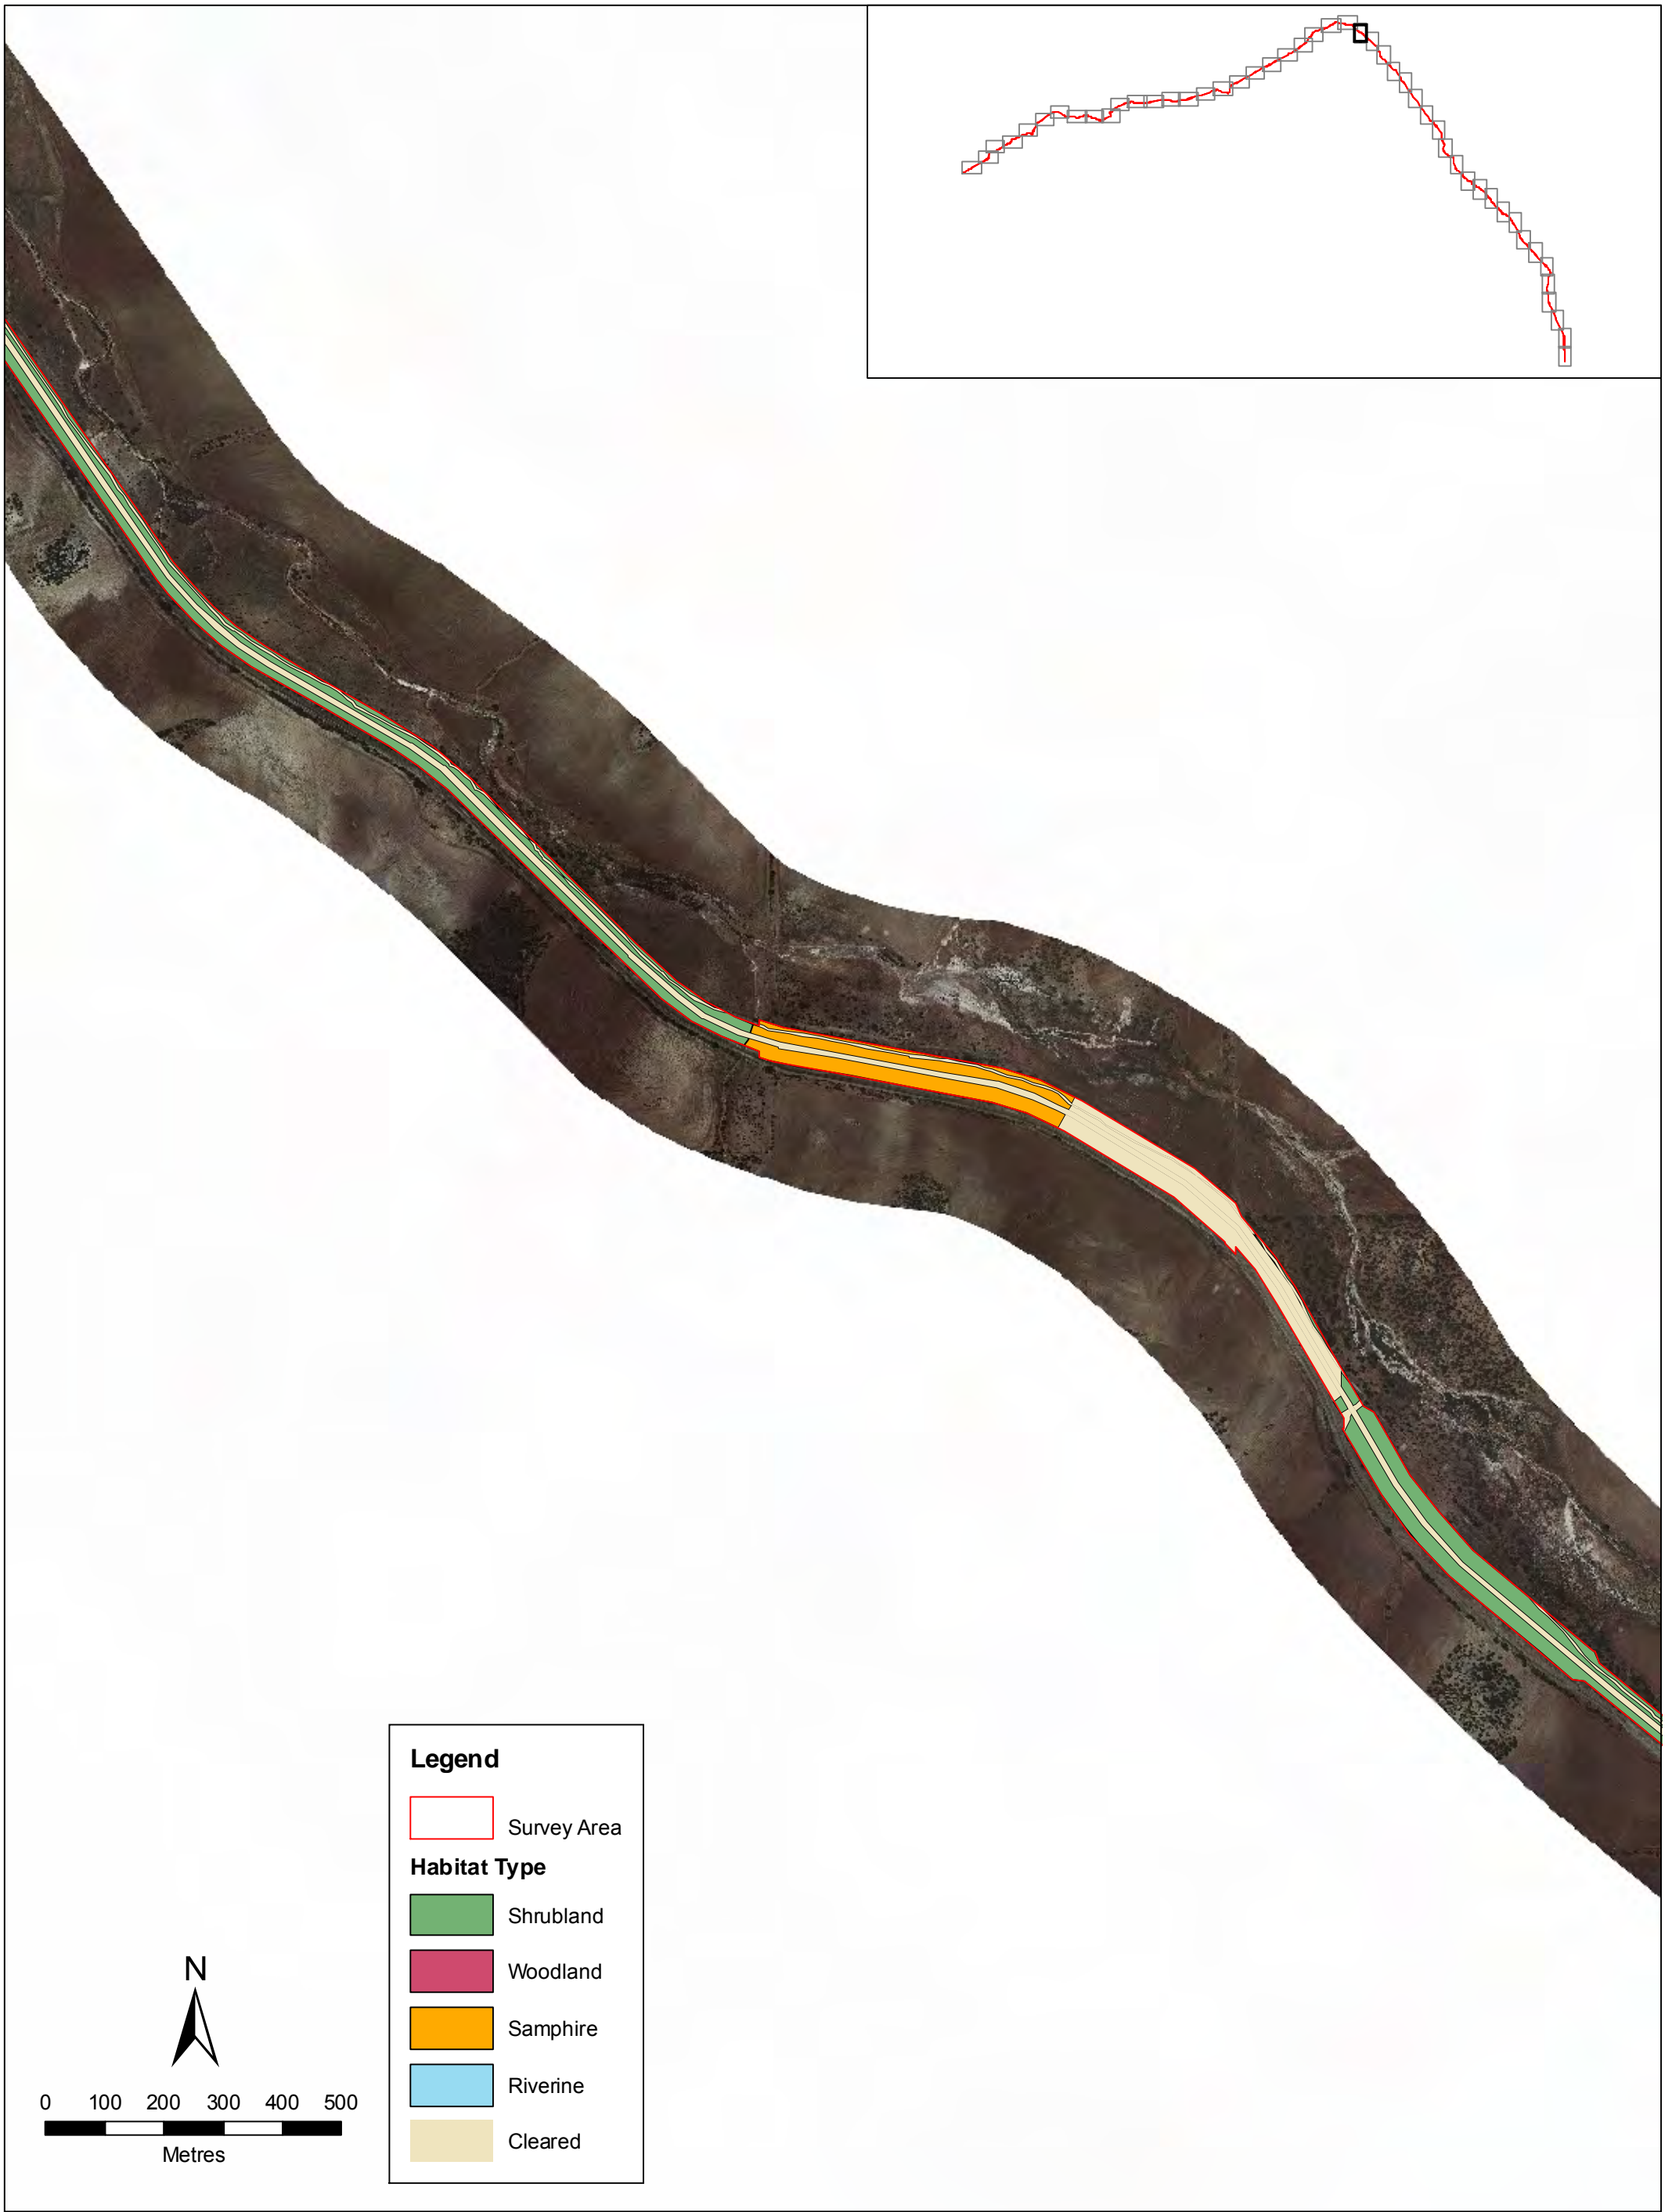 Legend
Survey Area
Habitat Type
Shrubland
Woodland
Samphire
Riverine
Cleared
N
0 100 200 300 400 500
Metres